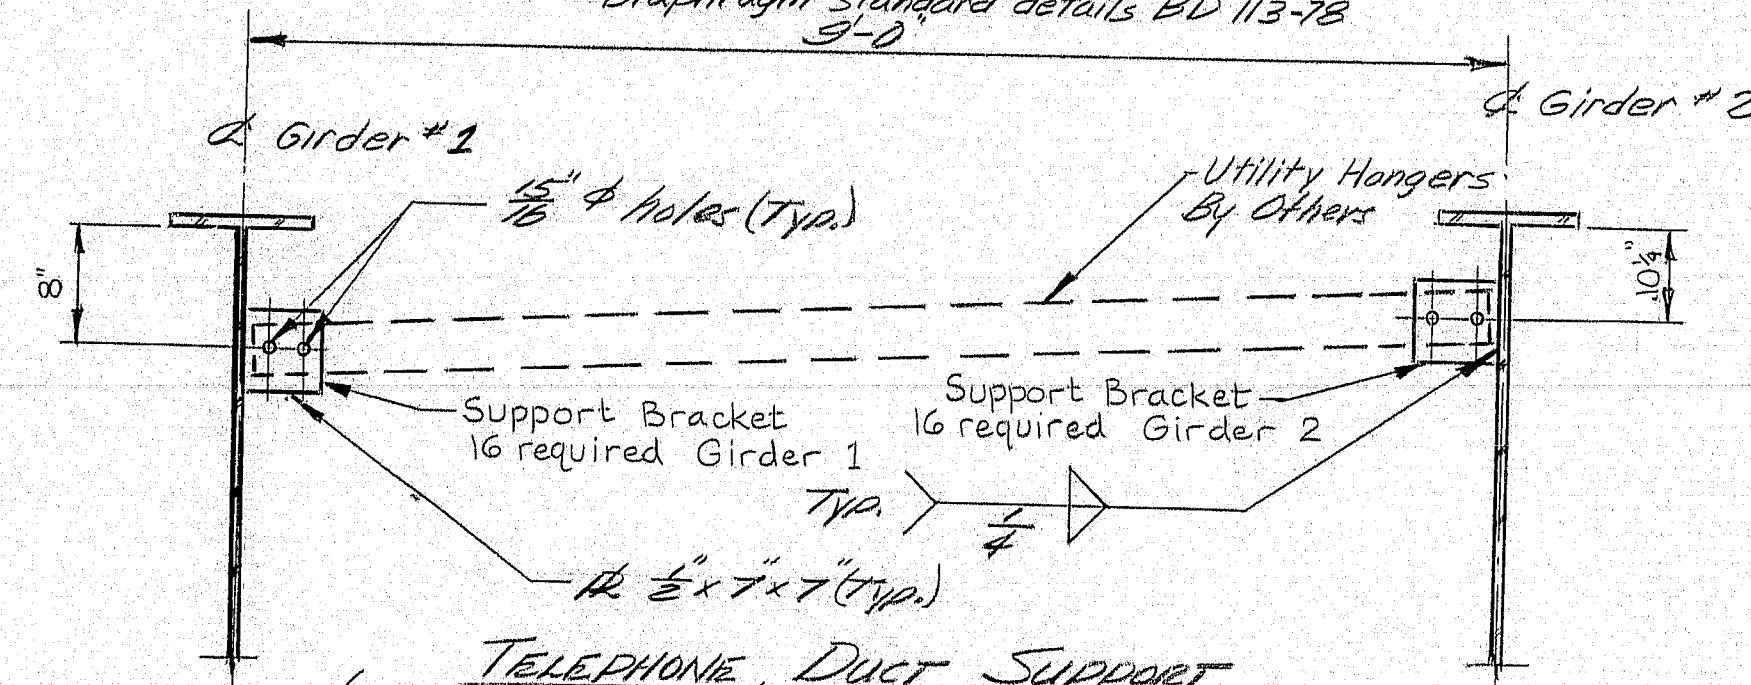 Diaphragm standard details BD 113-78
9'-0"
℄ Girder #1
℄ Girder # 2
15/16" ϕ holes (Typ.)
Utility Hangers
By Others
8"
10¼"
Support Bracket
16 required Girder 1
Support Bracket
16 required Girder 2
Typ.
1/4
PL 1/2" x 7" x 7" (Typ.)
TELEPHONE DUCT SUPPORT